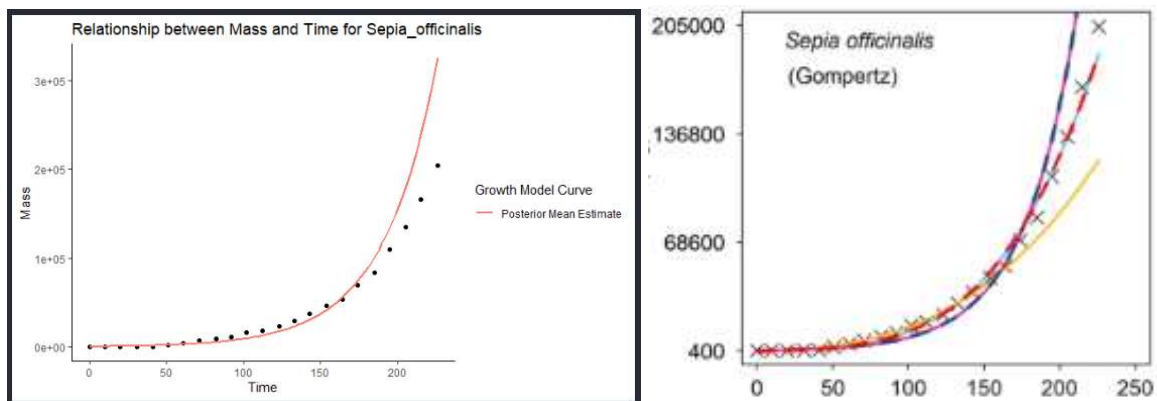 Relationship between Mass and Time for Sepia_officinalis
3e+05
2e+05
1e+05
0e+00
Mass
0 50 100 150 200
Time
Growth Model Curve
Posterior Mean Estimate
205000
136800
68600
400
Sepia officinalis
(Gompertz)
0 50 100 150 200 250